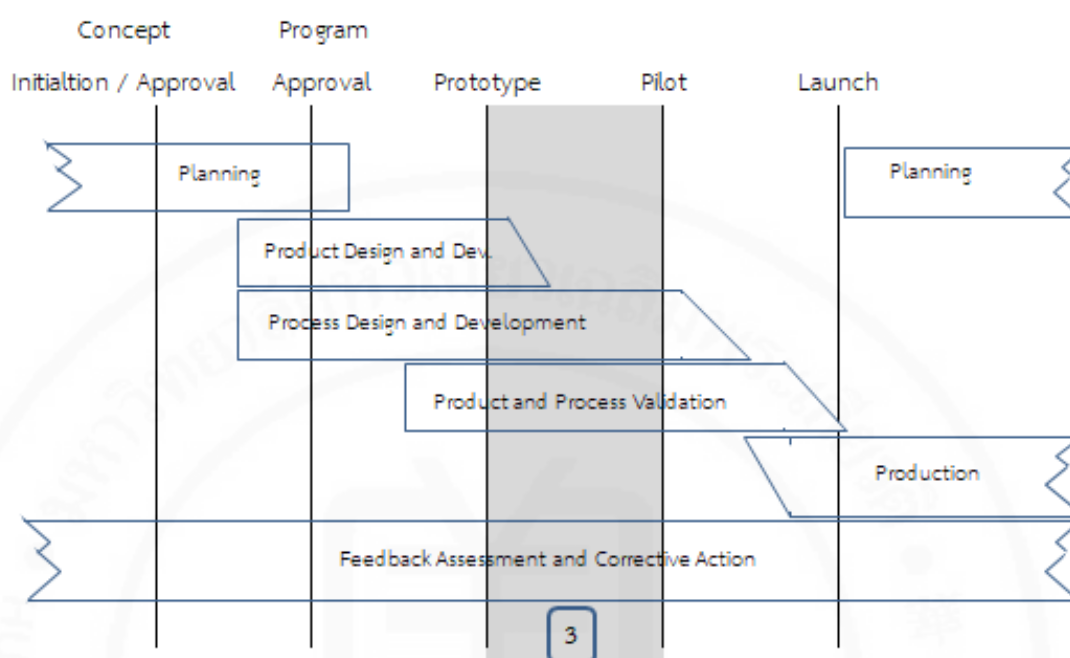 Concept Program
Initialtion / Approval Approval Prototype Pilot Launch
Planning Planning
Product Design and Dev.
Process Design and Development
Product and Process Validation
Production
Feedback Assessment and Corrective Action
3